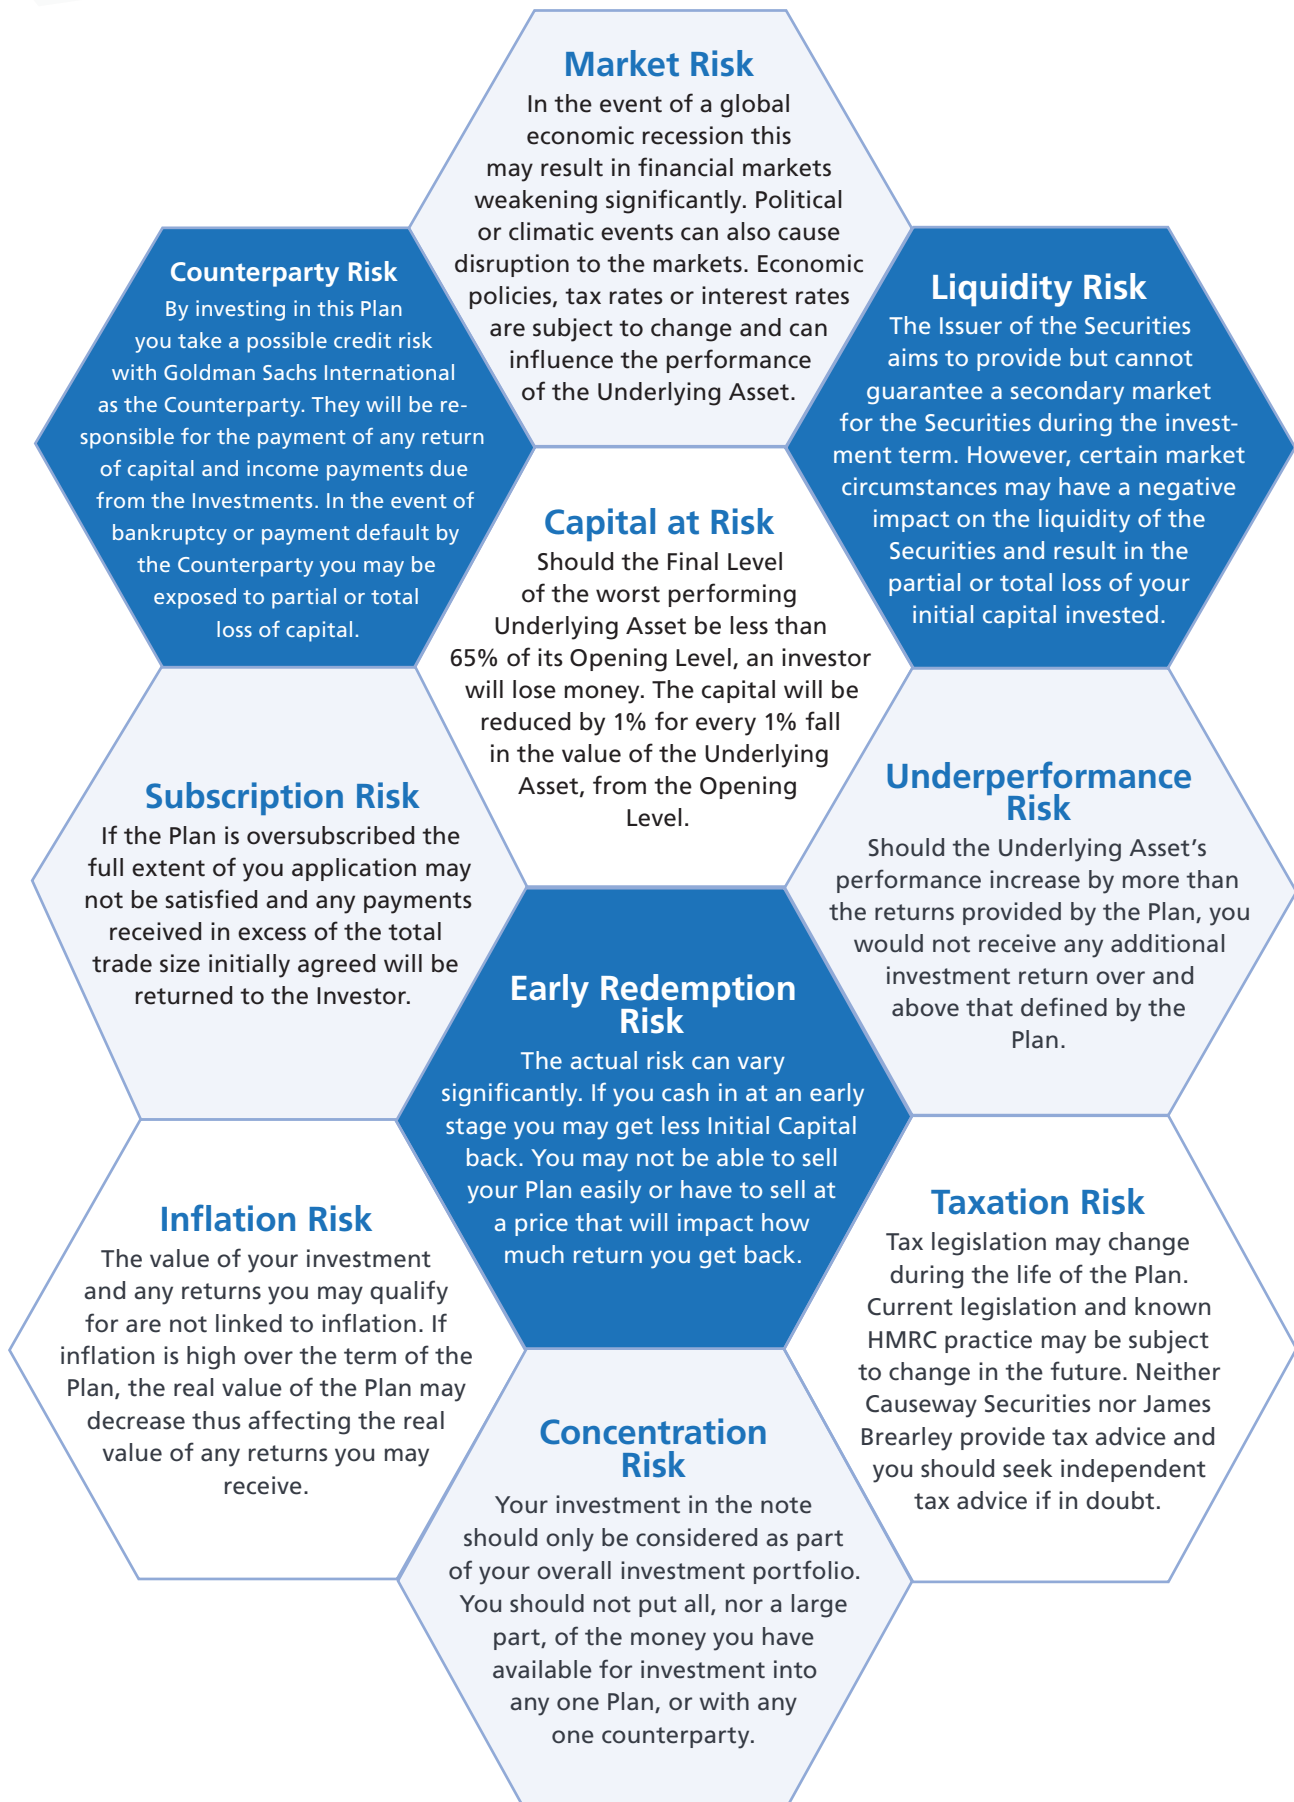 Market Risk
In the event of a global
economic recession this
may result in financial markets
weakening significantly. Political
or climatic events can also cause
disruption to the markets. Economic
policies, tax rates or interest rates
are subject to change and can
influence the performance
of the Underlying Asset.
Counterparty Risk
By investing in this Plan
you take a possible credit risk
with Goldman Sachs International
as the Counterparty. They will be re-
sponsible for the payment of any return
of capital and income payments due
from the Investments. In the event of
bankruptcy or payment default by
the Counterparty you may be
exposed to partial or total
loss of capital.
Liquidity Risk
The Issuer of the Securities
aims to provide but cannot
guarantee a secondary market
for the Securities during the invest-
ment term. However, certain market
circumstances may have a negative
impact on the liquidity of the
Securities and result in the
partial or total loss of your
initial capital invested.
Capital at Risk
Should the Final Level
of the worst performing
Underlying Asset be less than
65% of its Opening Level, an investor
will lose money. The capital will be
reduced by 1% for every 1% fall
in the value of the Underlying
Asset, from the Opening
Level.
Subscription Risk
If the Plan is oversubscribed the
full extent of you application may
not be satisfied and any payments
received in excess of the total
trade size initially agreed will be
returned to the Investor.
Underperformance
Risk
Should the Underlying Asset’s
performance increase by more than
the returns provided by the Plan, you
would not receive any additional
investment return over and
above that defined by the
Plan.
Early Redemption
Risk
The actual risk can vary
significantly. If you cash in at an early
stage you may get less Initial Capital
back. You may not be able to sell
your Plan easily or have to sell at
a price that will impact how
much return you get back.
Inflation Risk
The value of your investment
and any returns you may qualify
for are not linked to inflation. If
inflation is high over the term of the
Plan, the real value of the Plan may
decrease thus affecting the real
value of any returns you may
receive.
Taxation Risk
Tax legislation may change
during the life of the Plan.
Current legislation and known
HMRC practice may be subject
to change in the future. Neither
Causeway Securities nor James
Brearley provide tax advice and
you should seek independent
tax advice if in doubt.
Concentration
Risk
Your investment in the note
should only be considered as part
of your overall investment portfolio.
You should not put all, nor a large
part, of the money you have
available for investment into
any one Plan, or with any
one counterparty.